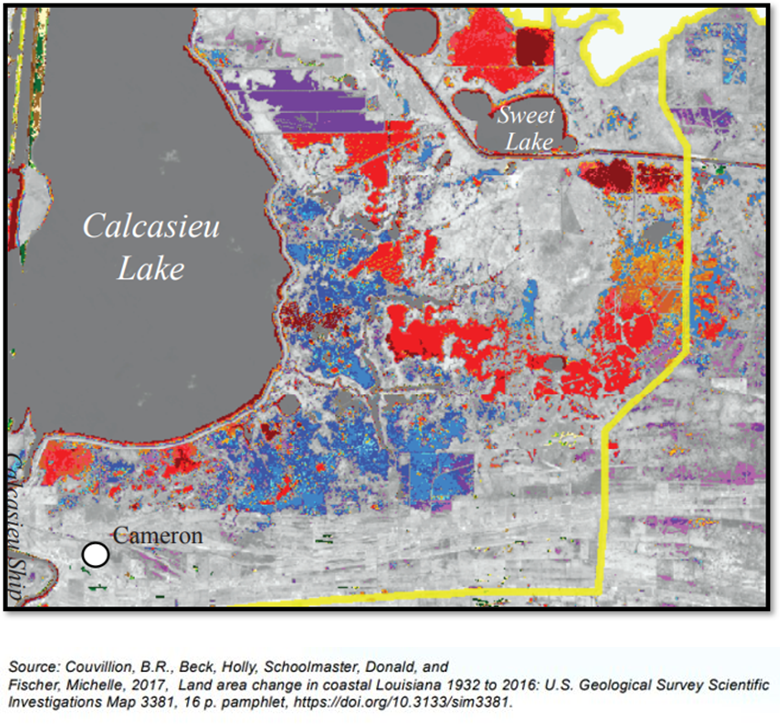 Sweet
Lake
Calcasieu
Lake
Calcasieu Ship
Cameron
Source: Couvillion, B.R., Beck, Holly, Schoolmaster, Donald, and
Fischer, Michelle, 2017, Land area change in coastal Louisiana 1932 to 2016: U.S. Geological Survey Scientific
Investigations Map 3381, 16 p. pamphlet, https://doi.org/10.3133/sim3381.